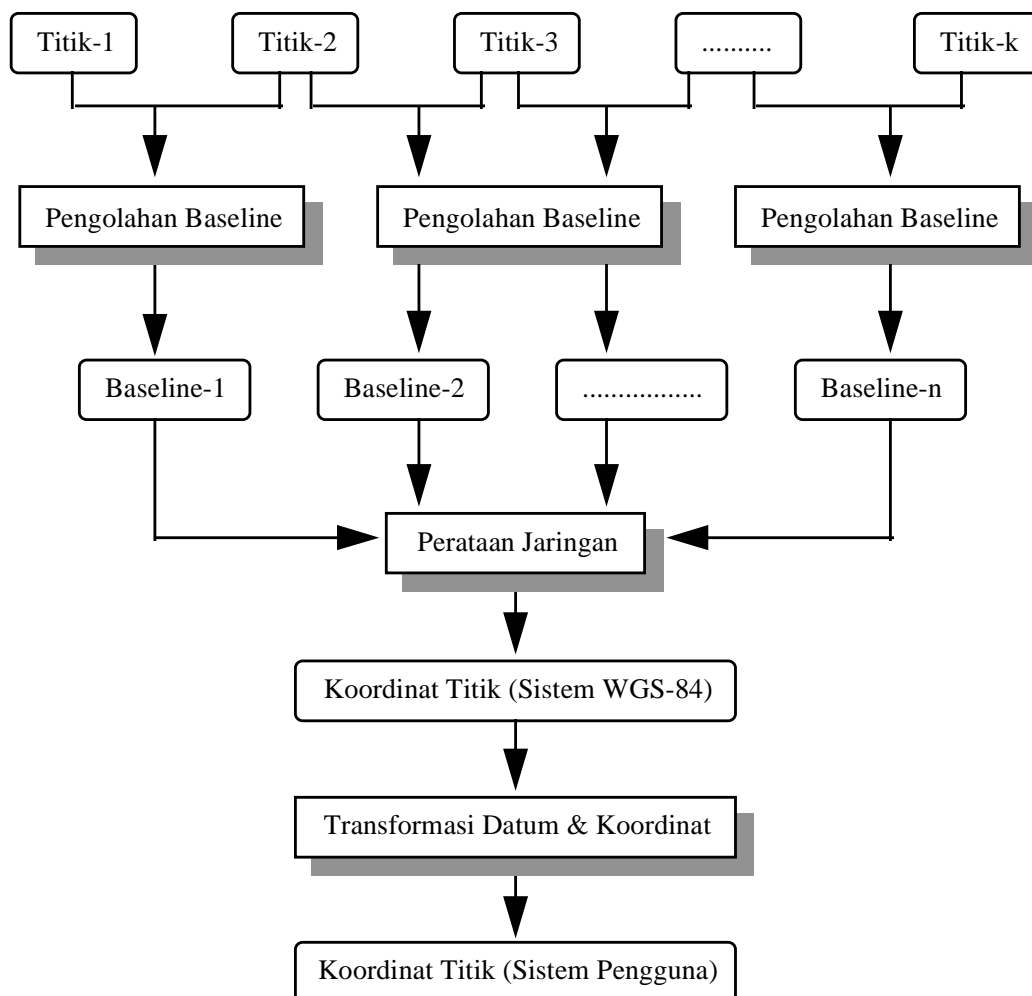 Titik-1
Titik-2
Titik-3
..........
Titik-k
Pengolahan Baseline
Pengolahan Baseline
Pengolahan Baseline
Baseline-1
Baseline-2
.................
Baseline-n
Perataan Jaringan
Koordinat Titik (Sistem WGS-84)
Transformasi Datum & Koordinat
Koordinat Titik (Sistem Pengguna)